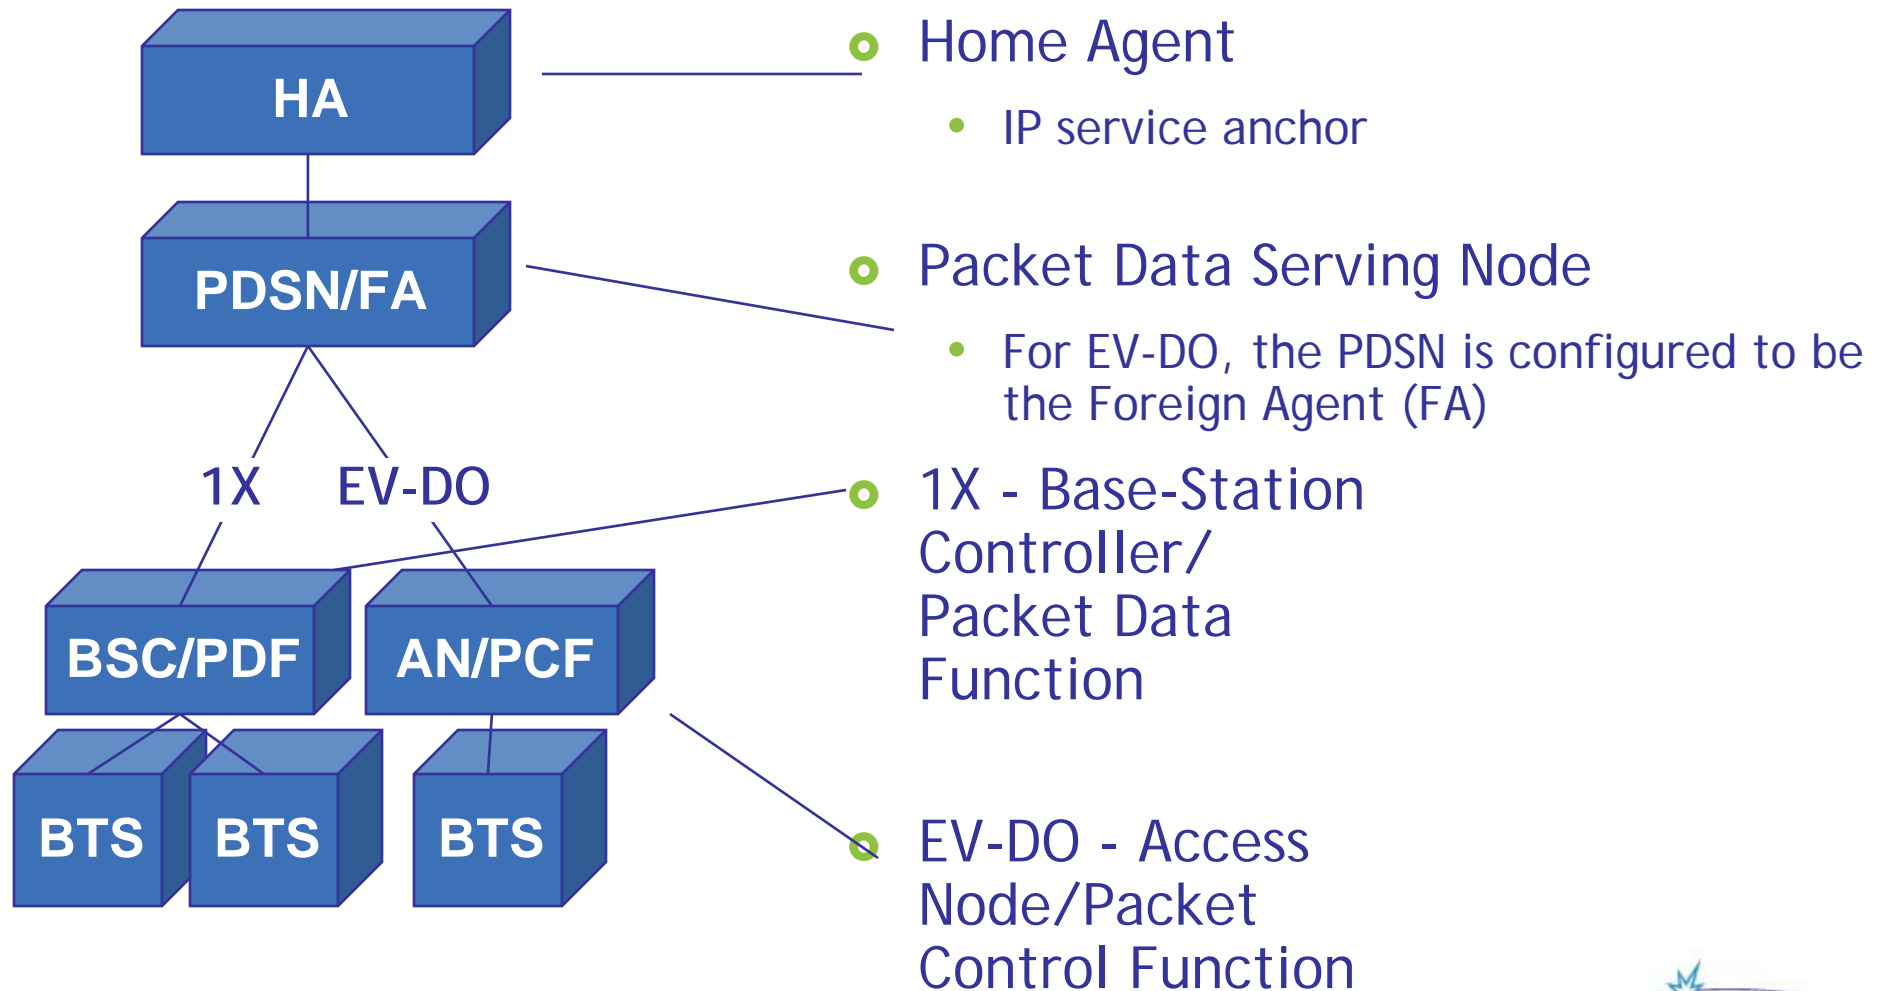 HA
PDSN/FA
1X
EV-DO
BSC/PDF
AN/PCF
BTS
BTS
BTS
Home Agent
IP service anchor
Packet Data Serving Node
For EV-DO, the PDSN is configured to be
the Foreign Agent (FA)
1X - Base-Station
Controller/
Packet Data
Function
EV-DO - Access
Node/Packet
Control Function